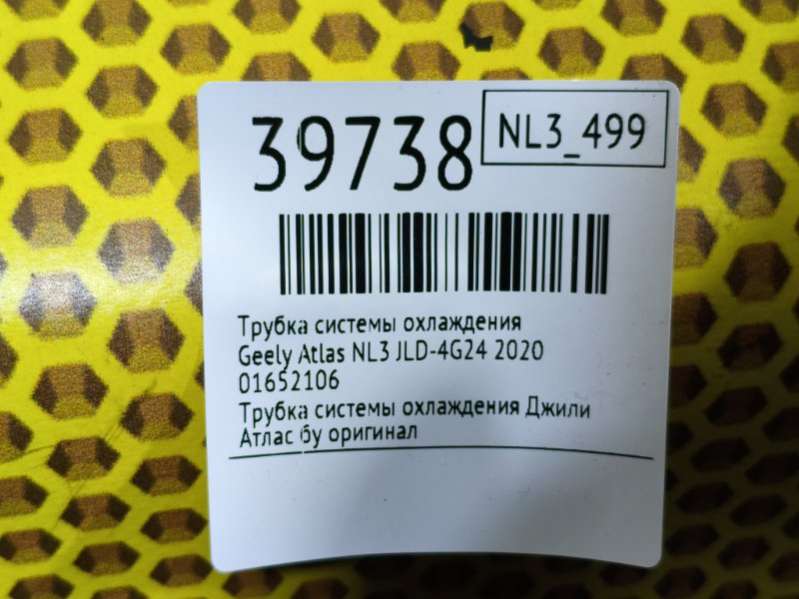 39738
NL3_499
Трубка системы охлаждения
Geely Atlas NL3 JLD-4G24 2020
01652106
Трубка системы охлаждения Джили
Атлас бу оригинал